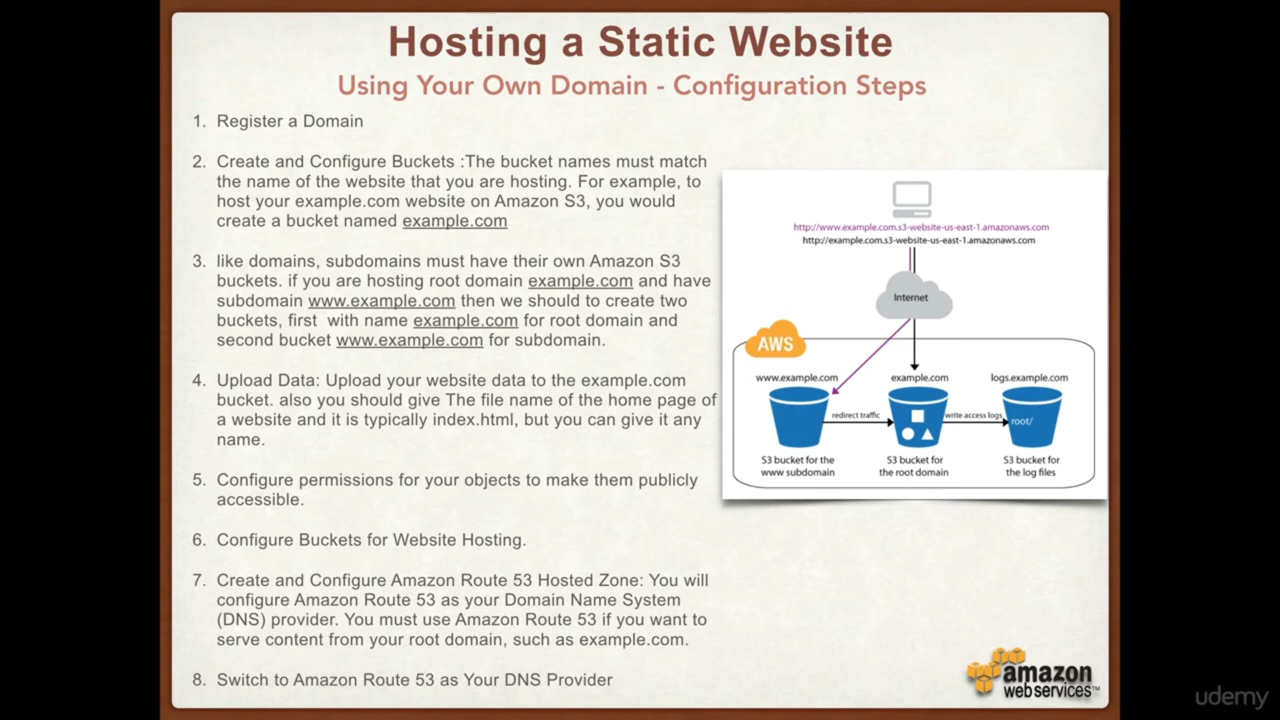 Hosting a Static Website
Using Your Own Domain - Configuration Steps
1. Register a Domain
2. Create and Configure Buckets :The bucket names must match
the name of the website that you are hosting. For example, to
host your example.com website on Amazon S3, you would
create a bucket named example.com
3. like domains, subdomains must have their own Amazon S3
buckets. if you are hosting root domain example.com and have
subdomain www.example.com then we should to create two
buckets, first with name example.com for root domain and
second bucket www.example.com for subdomain.
4. Upload Data: Upload your website data to the example.com
bucket. also you should give The file name of the home page of
a website and it is typically index.html, but you can give it any
name.
5. Configure permissions for your objects to make them publicly
accessible.
6. Configure Buckets for Website Hosting.
7. Create and Configure Amazon Route 53 Hosted Zone: You will
configure Amazon Route 53 as your Domain Name System
(DNS) provider. You must use Amazon Route 53 if you want to
serve content from your root domain, such as example.com.
8. Switch to Amazon Route 53 as Your DNS Provider
http://www.example.com.s3-website-us-east-1.amazonaws.com
http://example.com.s3-website-us-east-1.amazonaws.com
Internet
AWS
www.example.com
example.com
logs.example.com
redirect traffic
write access logs
root/
S3 bucket for the
www subdomain
S3 bucket for
the root domain
S3 bucket for
the log files
amazon
web services™
udemy